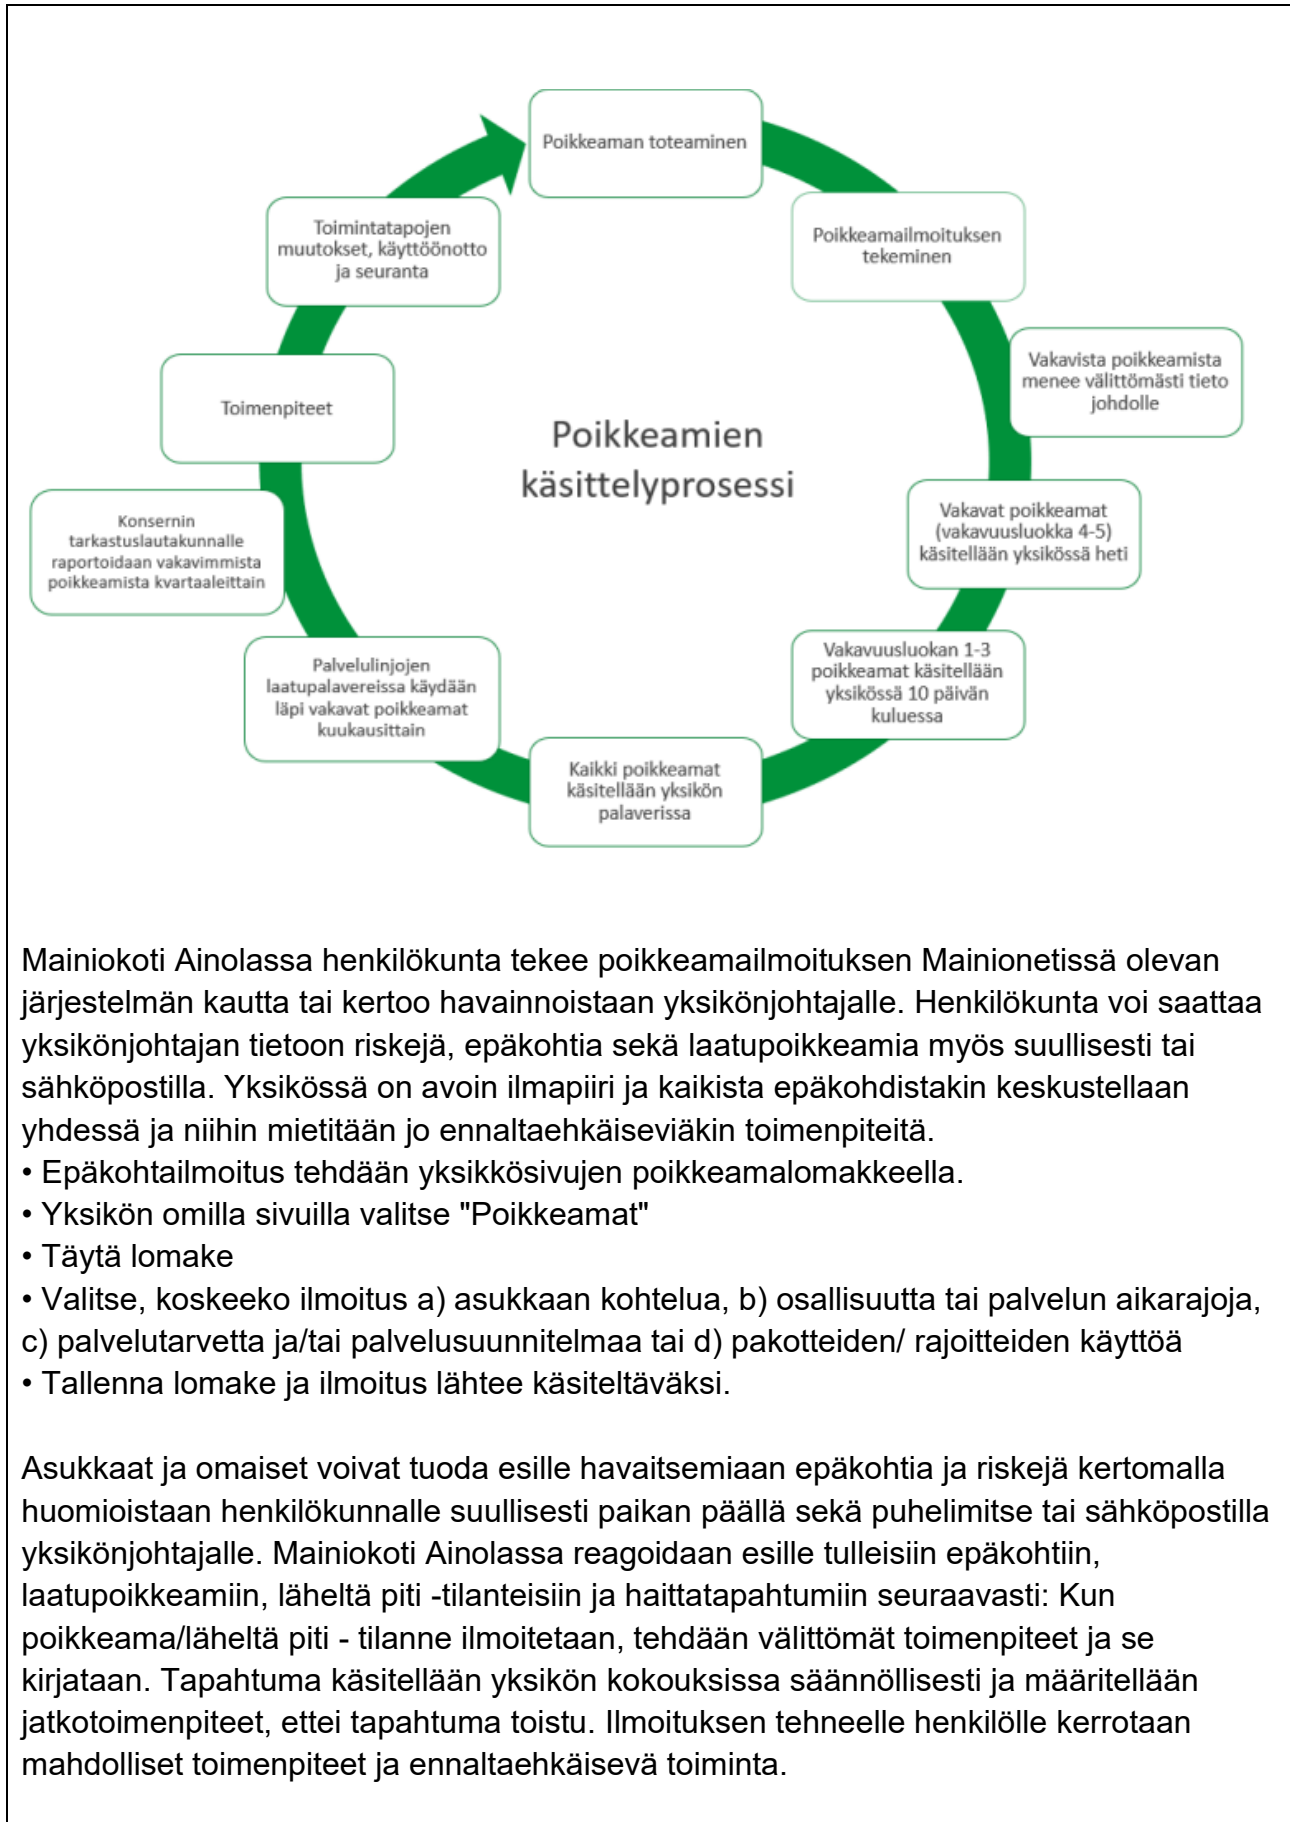 Poikkeaman toteaminen
Poikkeamailmoituksen
tekeminen
Vakavista poikkeamista
menee välittömästi tieto
johdolle
Vakavat poikkeamat
(vakavuusluokka 4-5)
käsitellään yksikössä heti
Vakavuusluokan 1-3
poikkeamat käsitellään
yksikössä 10 päivän
kuluessa
Kaikki poikkeamat
käsitellään yksikön
palaverissa
Palvelulinjojen
laatupalavereissa käydään
läpi vakavat poikkeamat
kuukausittain
Konsernin
tarkastuslautakunnalle
raportoidaan vakavimmista
poikkeamista kvartaaleittain
Toimenpiteet
Toimintatapojen
muutokset, käyttöönotto
ja seuranta
Poikkeamien
käsittelyprosessi
Mainiokoti Ainolassa henkilökunta tekee poikkeamailmoituksen Mainionetissä olevan
järjestelmän kautta tai kertoo havainnoistaan yksikönjohtajalle. Henkilökunta voi saattaa
yksikönjohtajan tietoon riskejä, epäkohtia sekä laatupoikkeamia myös suullisesti tai
sähköpostilla. Yksikössä on avoin ilmapiiri ja kaikista epäkohdistakin keskustellaan
yhdessä ja niihin mietitään jo ennaltaehkäiseviäkin toimenpiteitä.
• Epäkohtailmoitus tehdään yksikkösivujen poikkeamalomakkeella.
• Yksikön omilla sivuilla valitse "Poikkeamat"
• Täytä lomake
• Valitse, koskeeko ilmoitus a) asukkaan kohtelua, b) osallisuutta tai palvelun aikarajoja,
c) palvelutarvetta ja/tai palvelusuunnitelmaa tai d) pakotteiden/ rajoitteiden käyttöä
• Tallenna lomake ja ilmoitus lähtee käsiteltäväksi.
Asukkaat ja omaiset voivat tuoda esille havaitsemiaan epäkohtia ja riskejä kertomalla
huomioistaan henkilökunnalle suullisesti paikan päällä sekä puhelimitse tai sähköpostilla
yksikönjohtajalle. Mainiokoti Ainolassa reagoidaan esille tulleisiin epäkohtiin,
laatupoikkeamiin, läheltä piti -tilanteisiin ja haittatapahtumiin seuraavasti: Kun
poikkeama/läheltä piti - tilanne ilmoitetaan, tehdään välittömät toimenpiteet ja se
kirjataan. Tapahtuma käsitellään yksikön kokouksissa säännöllisesti ja määritellään
jatkotoimenpiteet, ettei tapahtuma toistu. Ilmoituksen tehneelle henkilölle kerrotaan
mahdolliset toimenpiteet ja ennaltaehkäisevä toiminta.